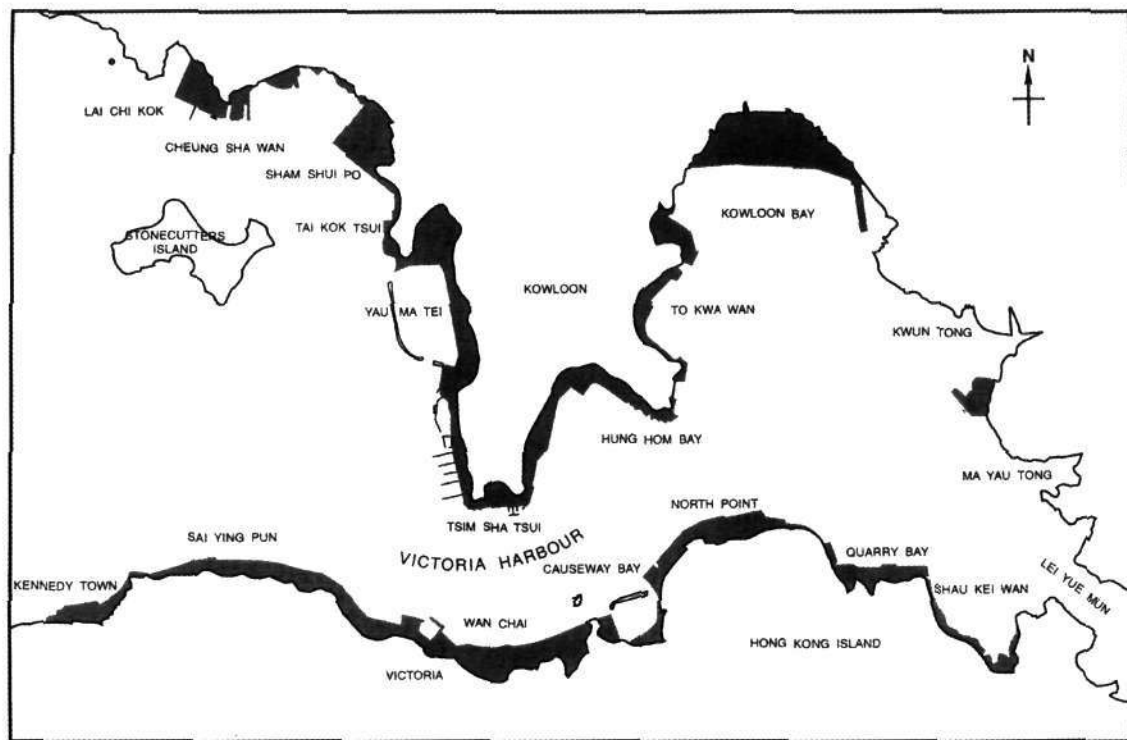 N
LAI CHI KOK
CHEUNG SHA WAN
SHAM SHUI PO
KOWLOON BAY
TAI KOK TSUI
STONECUTTERS
ISLAND
KOWLOON
YAU MA TEI
TO KWA WAN
KWUN TONG
HUNG HOM BAY
MA YAU TONG
NORTH POINT
TSIM SHA TSUI
SAI YING PUN
VICTORIA HARBOUR
QUARRY BAY
CAUSEWAY BAY
LEI YUE MUN
KENNEDY TOWN
SHAU KEI WAN
WAN CHAI
HONG KONG ISLAND
VICTORIA